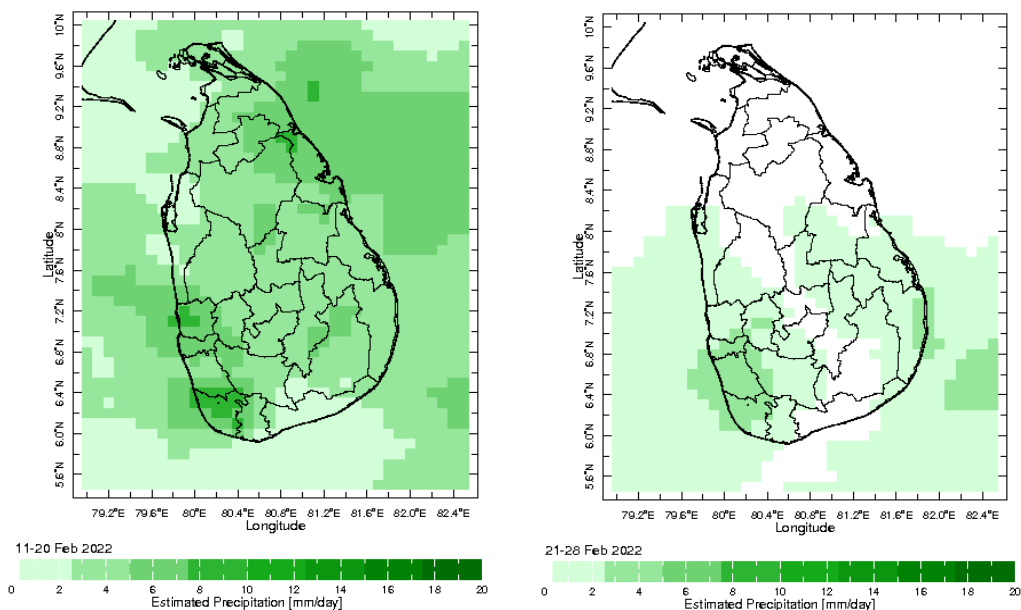 10°N
9.6°N
9.2°N
8.8°N
8.4°N
8°N
7.6°N
7.2°N
6.8°N
6.4°N
6.0°N
5.6°N
Latitude
79.2°E 79.6°E 80°E 80.4°E 80.8°E 81.2°E 81.6°E 82.0°E 82.4°E
Longitude
11-20 Feb 2022
0 2 4 6 8 10 12 14 16 18 20
Estimated Precipitation [mm/day]
10°N
9.6°N
9.2°N
8.8°N
8.4°N
8°N
7.6°N
7.2°N
6.8°N
6.4°N
6.0°N
5.6°N
Latitude
79.2°E 79.6°E 80°E 80.4°E 80.8°E 81.2°E 81.6°E 82.0°E 82.4°E
Longitude
21-28 Feb 2022
0 2 4 6 8 10 12 14 16 18 20
Estimated Precipitation [mm/day]